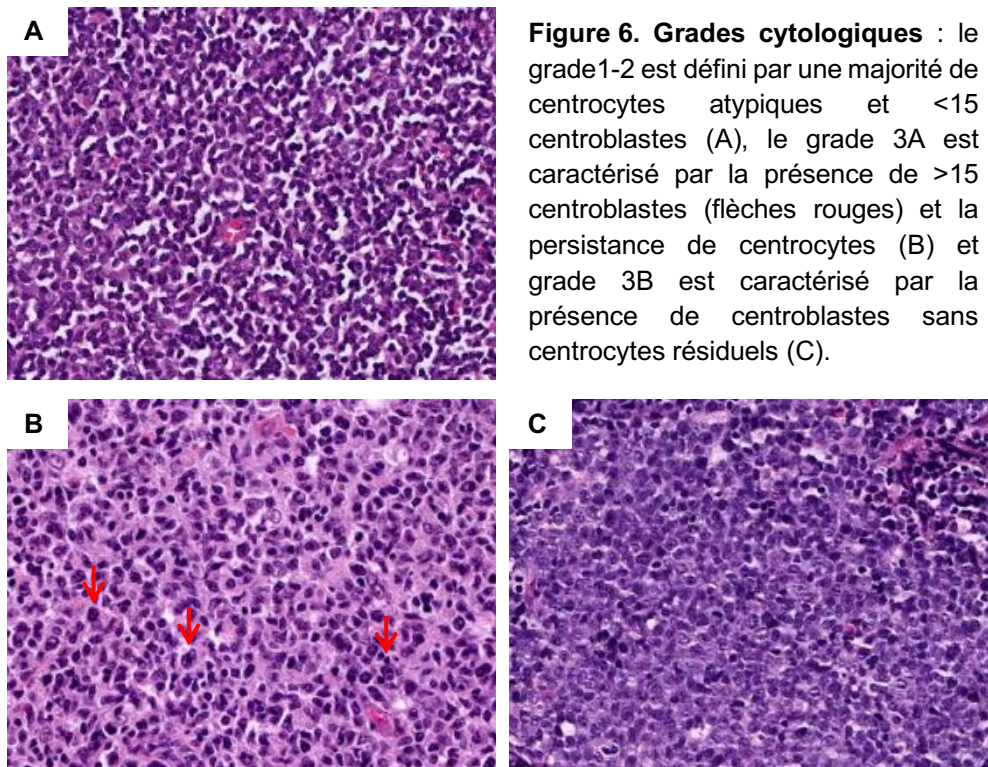 A
Figure 6. Grades cytologiques : le
grade1-2 est défini par une majorité de
centrocytes atypiques et <15
centroblastes (A), le grade 3A est
caractérisé par la présence de >15
centroblastes (flèches rouges) et la
persistance de centrocytes (B) et
grade 3B est caractérisé par la
présence de centroblastes sans
centrocytes résiduels (C).
B
C